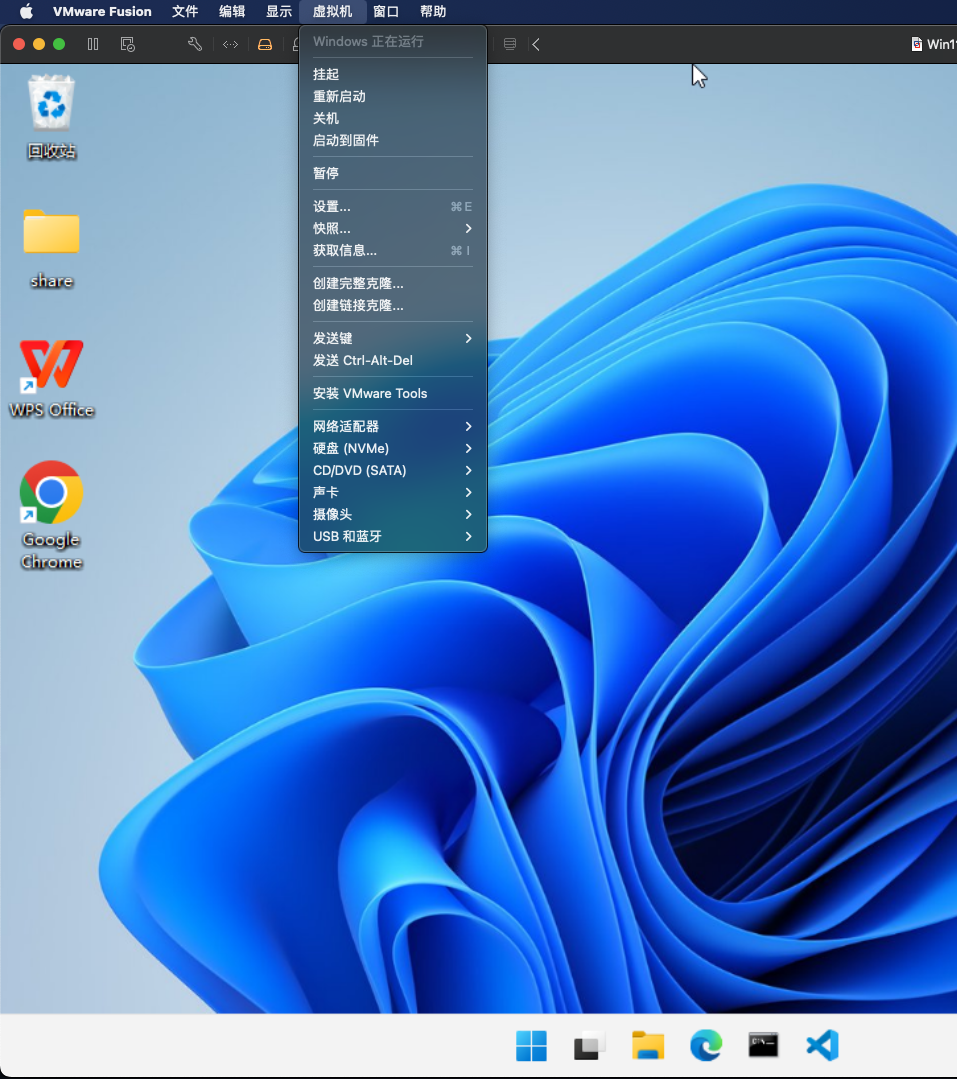 VMware Fusion 文件 编辑 显示 虚拟机 窗口 帮助
Windows 正在运行
Win11
挂起
重新启动
关机
启动到固件
暂停
设置... ⌘ E
快照...
获取信息... ⌘ I
创建完整克隆...
创建链接克隆...
发送键
发送 Ctrl-Alt-Del
安装 VMware Tools
网络适配器
硬盘 (NVMe)
CD/DVD (SATA)
声卡
摄像头
USB 和蓝牙
回收站
share
WPS Office
Google
Chrome